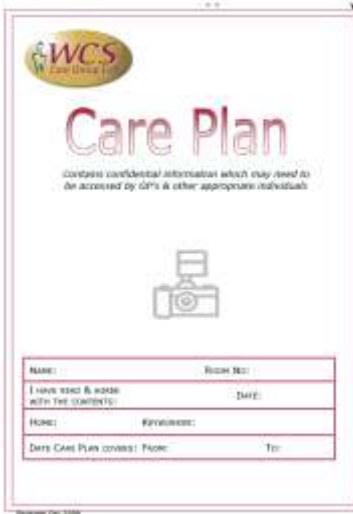 WCS
Care Group Ltd
Care Plan
Contains confidential information which may need to
be accessed by GP's & other appropriate individuals
NAME: ROOM NO:
I HAVE READ & AGREE
WITH THE CONTENTS: DATE:
HOME: KEYWORKER:
DATE CARE PLAN COVERS: FROM: TO: